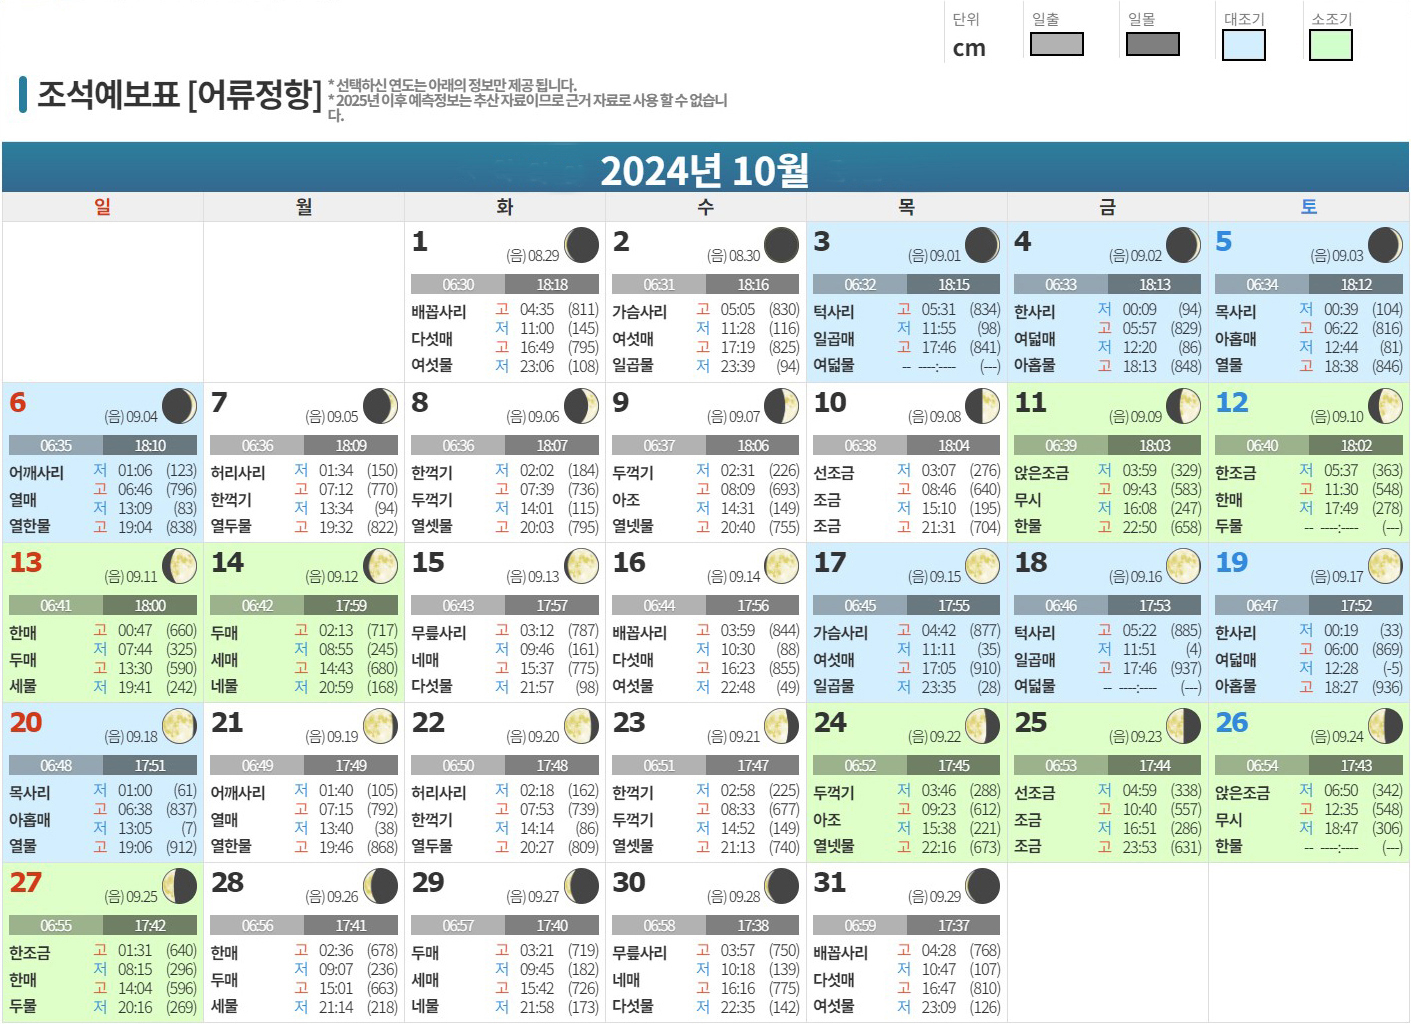 단위 일출 일몰 대조기 소조기
cm
조석예보표 [어류정항]
* 선택하신 연도는 아래의 정보만 제공 됩니다.
* 2025년 이후 예측정보는 추산 자료이므로 근거 자료로 사용 할 수 없습니
다.
2024년 10월
일 월 화 수 목 금 토
1 (음) 08.29
06:30 18:18
배꼽사리 다섯매 여섯물
고 04:35 (811)
저 11:00 (145)
고 16:49 (795)
저 23:06 (108)
2 (음) 08.30
06:31 18:16
가슴사리 여섯매 일곱물
고 05:05 (830)
저 11:28 (116)
고 17:19 (825)
저 23:39 (94)
3 (음) 09.01
06:32 18:15
턱사리 일곱매 여덟물
고 05:31 (834)
저 11:55 (98)
고 17:46 (841)
-- ----:---- (---)
4 (음) 09.02
06:33 18:13
한사리 여덟매 아홉물
저 00:09 (94)
고 05:57 (829)
저 12:20 (86)
고 18:13 (848)
5 (음) 09.03
06:34 18:12
목사리 아홉매 열물
저 00:39 (104)
고 06:22 (816)
저 12:44 (81)
고 18:38 (846)
6 (음) 09.04
06:35 18:10
어깨사리 열매 열한물
저 01:06 (123)
고 06:46 (796)
저 13:09 (83)
고 19:04 (838)
7 (음) 09.05
06:36 18:09
허리사리 한꺽기 열두물
저 01:34 (150)
고 07:12 (770)
저 13:34 (94)
고 19:32 (822)
8 (음) 09.06
06:36 18:07
한꺽기 두꺽기 열셋물
저 02:02 (184)
고 07:39 (736)
저 14:01 (115)
고 20:03 (795)
9 (음) 09.07
06:37 18:06
두꺽기 아조 열넷물
저 02:31 (226)
고 08:09 (693)
저 14:31 (149)
고 20:40 (755)
10 (음) 09.08
06:38 18:04
선조금 조금 조금
저 03:07 (276)
고 08:46 (640)
저 15:10 (195)
고 21:31 (704)
11 (음) 09.09
06:39 18:03
앉은조금 무시 한물
저 03:59 (329)
고 09:43 (583)
저 16:08 (247)
고 22:50 (658)
12 (음) 09.10
06:40 18:02
한조금 한매 두물
저 05:37 (363)
고 11:30 (548)
저 17:49 (278)
-- ----:---- (---)
13 (음) 09.11
06:41 18:00
한매 두매 세물
고 00:47 (660)
저 07:44 (325)
고 13:30 (590)
저 19:41 (242)
14 (음) 09.12
06:42 17:59
두매 세매 네물
고 02:13 (717)
저 08:55 (245)
고 14:43 (680)
저 20:59 (168)
15 (음) 09.13
06:43 17:57
무릎사리 네매 다섯물
고 03:12 (787)
저 09:46 (161)
고 15:37 (775)
저 21:57 (98)
16 (음) 09.14
06:44 17:56
배꼽사리 다섯매 여섯물
고 03:59 (844)
저 10:30 (88)
고 16:23 (855)
저 22:48 (49)
17 (음) 09.15
06:45 17:55
가슴사리 여섯매 일곱물
고 04:42 (877)
저 11:11 (35)
고 17:05 (910)
저 23:35 (28)
18 (음) 09.16
06:46 17:53
턱사리 일곱매 여덟물
고 05:22 (885)
저 11:51 (4)
고 17:46 (937)
-- ----:---- (---)
19 (음) 09.17
06:47 17:52
한사리 여덟매 아홉물
저 00:19 (33)
고 06:00 (869)
저 12:28 (-5)
고 18:27 (936)
20 (음) 09.18
06:48 17:51
목사리 아홉매 열물
저 01:00 (61)
고 06:38 (837)
저 13:05 (7)
고 19:06 (912)
21 (음) 09.19
06:49 17:49
어깨사리 열매 열한물
저 01:40 (105)
고 07:15 (792)
저 13:40 (38)
고 19:46 (868)
22 (음) 09.20
06:50 17:48
허리사리 한꺽기 열두물
저 02:18 (162)
고 07:53 (739)
저 14:14 (86)
고 20:27 (809)
23 (음) 09.21
06:51 17:47
한꺽기 두꺽기 열셋물
저 02:58 (225)
고 08:33 (677)
저 14:52 (149)
고 21:13 (740)
24 (음) 09.22
06:52 17:45
두꺽기 아조 열넷물
저 03:46 (288)
고 09:23 (612)
저 15:38 (221)
고 22:16 (673)
25 (음) 09.23
06:53 17:44
선조금 조금 조금
저 04:59 (338)
고 10:40 (557)
저 16:51 (286)
고 23:53 (631)
26 (음) 09.24
06:54 17:43
앉은조금 무시 한물
저 06:50 (342)
고 12:35 (548)
저 18:47 (306)
-- ----:---- (---)
27 (음) 09.25
06:55 17:42
한조금 한매 두물
고 01:31 (640)
저 08:15 (296)
고 14:04 (596)
저 20:16 (269)
28 (음) 09.26
06:56 17:41
한매 두매 세물
고 02:36 (678)
저 09:07 (236)
고 15:01 (663)
저 21:14 (218)
29 (음) 09.27
06:57 17:40
두매 세매 네물
고 03:21 (719)
저 09:45 (182)
고 15:42 (726)
저 21:58 (173)
30 (음) 09.28
06:58 17:38
무릎사리 네매 다섯물
고 03:57 (750)
저 10:18 (139)
고 16:16 (775)
저 22:35 (142)
31 (음) 09.29
06:59 17:37
배꼽사리 다섯매 여섯물
고 04:28 (768)
저 10:47 (107)
고 16:47 (810)
저 23:09 (126)